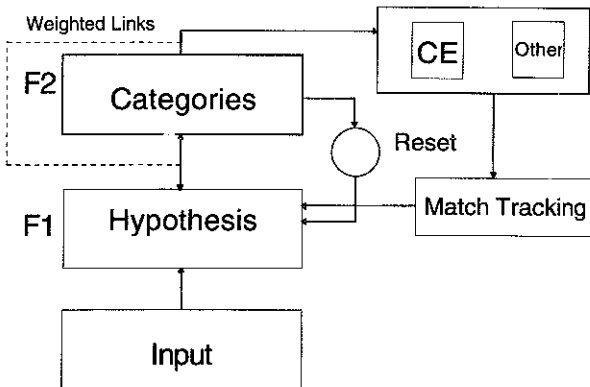 Weighted Links
F2
Categories
CE
Other
Reset
F1
Hypothesis
Match Tracking
Input